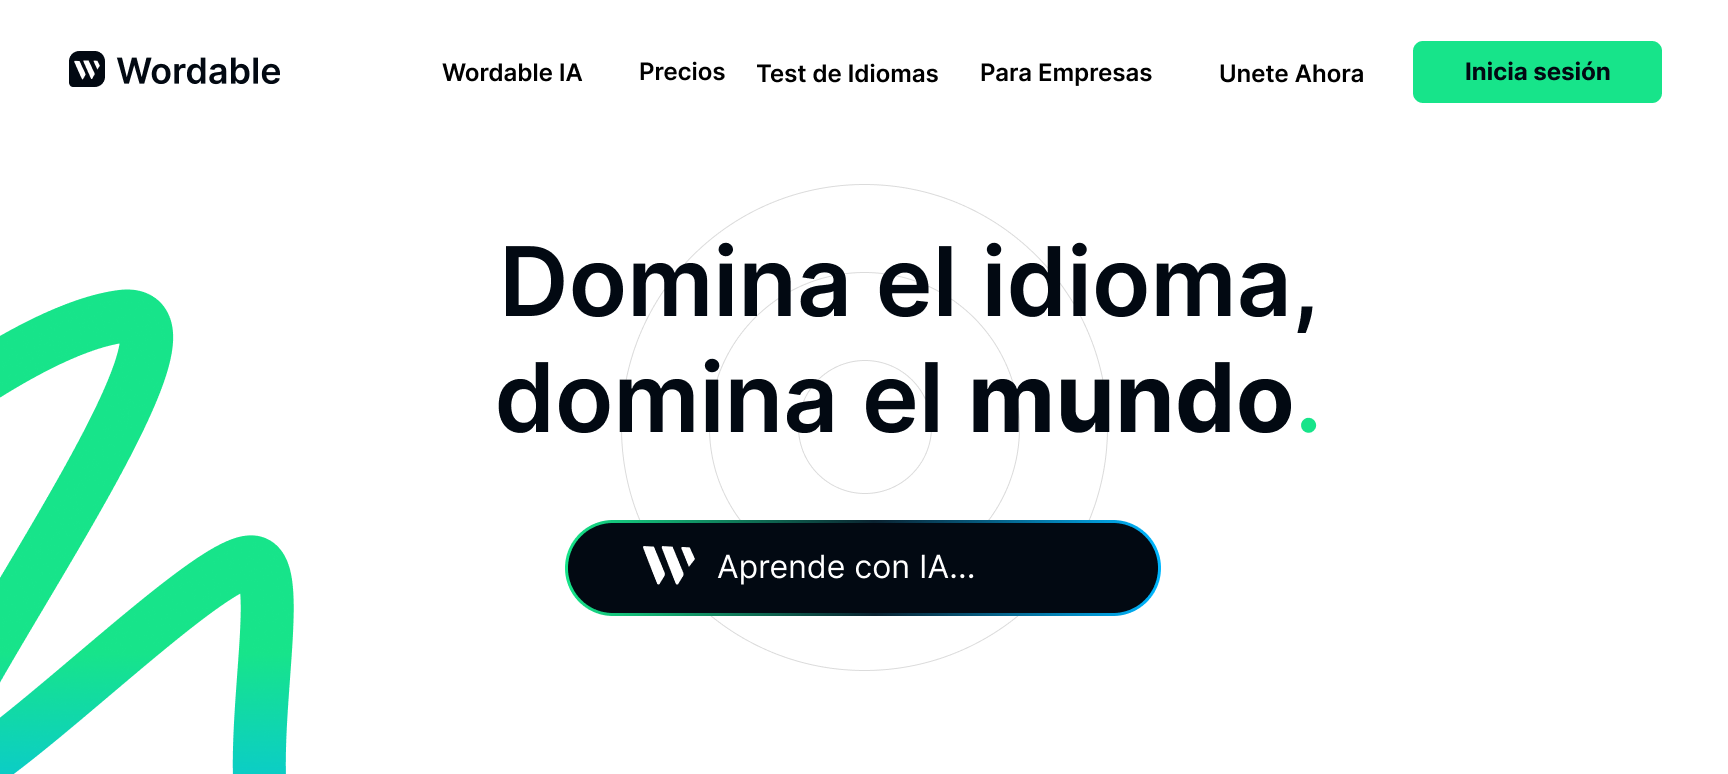 Wordable
Wordable IA
Precios
Test de Idiomas
Para Empresas
Unete Ahora
Inicia sesión
Domina el idioma,
domina el mundo.
Aprende con IA...